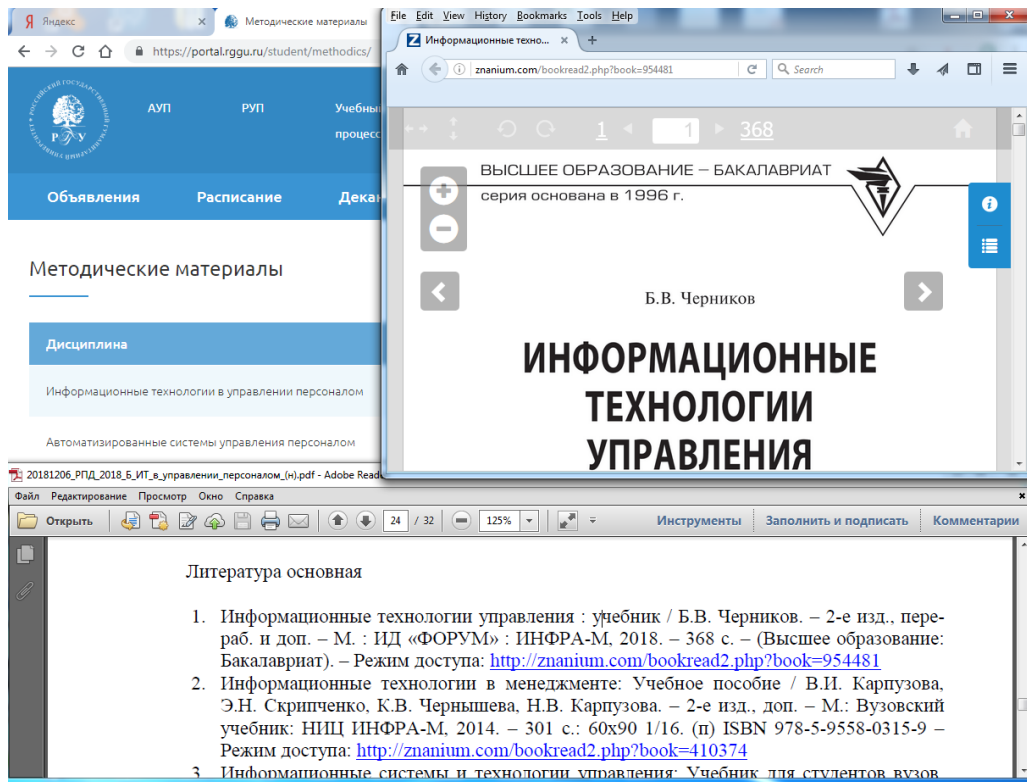 Яндекс
Методические материалы
https://portal.rggu.ru/student/methodics/
РОССИЙСКИЙ ГОСУДАРСТВЕННЫЙ ГУМАНИТАРНЫЙ УНИВЕРСИТЕТ
РГГУ
АУП
РУП
Учебный
процесс
Объявления
Расписание
Декан
Методические материалы
Дисциплина
Информационные технологии в управлении персоналом
Автоматизированные системы управления персоналом
File Edit View History Bookmarks Tools Help
Z Информационные техно...
znanium.com/bookread2.php?book=954481
Search
1 1 368
ВЫСШЕЕ ОБРАЗОВАНИЕ – БАКАЛАВРИАТ
серия основана в 1996 г.
Б.В. Черников
ИНФОРМАЦИОННЫЕ
ТЕХНОЛОГИИ
УПРАВЛЕНИЯ
20181206_РПД_2018_Б_ИТ_в_управлении_персоналом_(н).pdf - Adobe Read
Файл Редактирование Просмотр Окно Справка
Открыть 24 / 32 125% Инструменты Заполнить и подписать Комментарии
Литература основная
1. Информационные технологии управления : учебник / Б.В. Черников. – 2-е изд., пере-
раб. и доп. – М. : ИД «ФОРУМ» : ИНФРА-М, 2018. – 368 с. – (Высшее образование:
Бакалавриат). – Режим доступа: http://znanium.com/bookread2.php?book=954481
2. Информационные технологии в менеджменте: Учебное пособие / В.И. Карпузова,
Э.Н. Скрипченко, К.В. Чернышева, Н.В. Карпузова. – 2-е изд., доп. – М.: Вузовский
учебник: НИЦ ИНФРА-М, 2014. – 301 с.: 60x90 1/16. (п) ISBN 978-5-9558-0315-9 –
Режим доступа: http://znanium.com/bookread2.php?book=410374
3. Информационные системы и технологии управления: Учебник для студентов вузов,